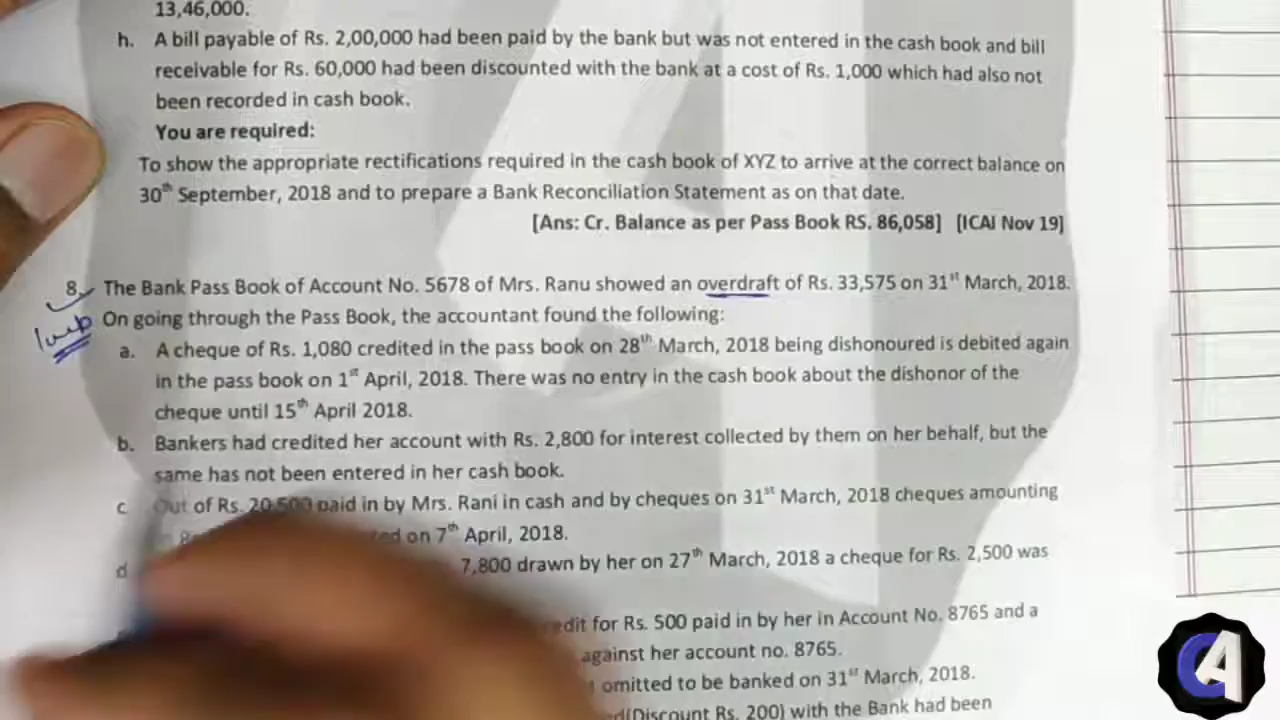 13,46,000.
h. A bill payable of Rs. 2,00,000 had been paid by the bank but was not entered in the cash book and bill
receivable for Rs. 60,000 had been discounted with the bank at a cost of Rs. 1,000 which had also not
been recorded in cash book.
You are required:
To show the appropriate rectifications required in the cash book of XYZ to arrive at the correct balance on
30th September, 2018 and to prepare a Bank Reconciliation Statement as on that date.
[Ans: Cr. Balance as per Pass Book RS. 86,058] [ICAI Nov 19]
8. The Bank Pass Book of Account No. 5678 of Mrs. Ranu showed an overdraft of Rs. 33,575 on 31st March, 2018.
On going through the Pass Book, the accountant found the following:
a. A cheque of Rs. 1,080 credited in the pass book on 28th March, 2018 being dishonoured is debited again
in the pass book on 1st April, 2018. There was no entry in the cash book about the dishonor of the
cheque until 15th April 2018.
b. Bankers had credited her account with Rs. 2,800 for interest collected by them on her behalf, but the
same has not been entered in her cash book.
c Out of Rs. 20,500 paid in by Mrs. Rani in cash and by cheques on 31st March, 2018 cheques amounting
on 7th April, 2018.
d 7,800 drawn by her on 27th March, 2018 a cheque for Rs. 2,500 was
edit for Rs. 500 paid in by her in Account No. 8765 and a
against her account no. 8765.
omitted to be banked on 31st March, 2018.
ed(Discount Rs. 200) with the Bank had been
CA